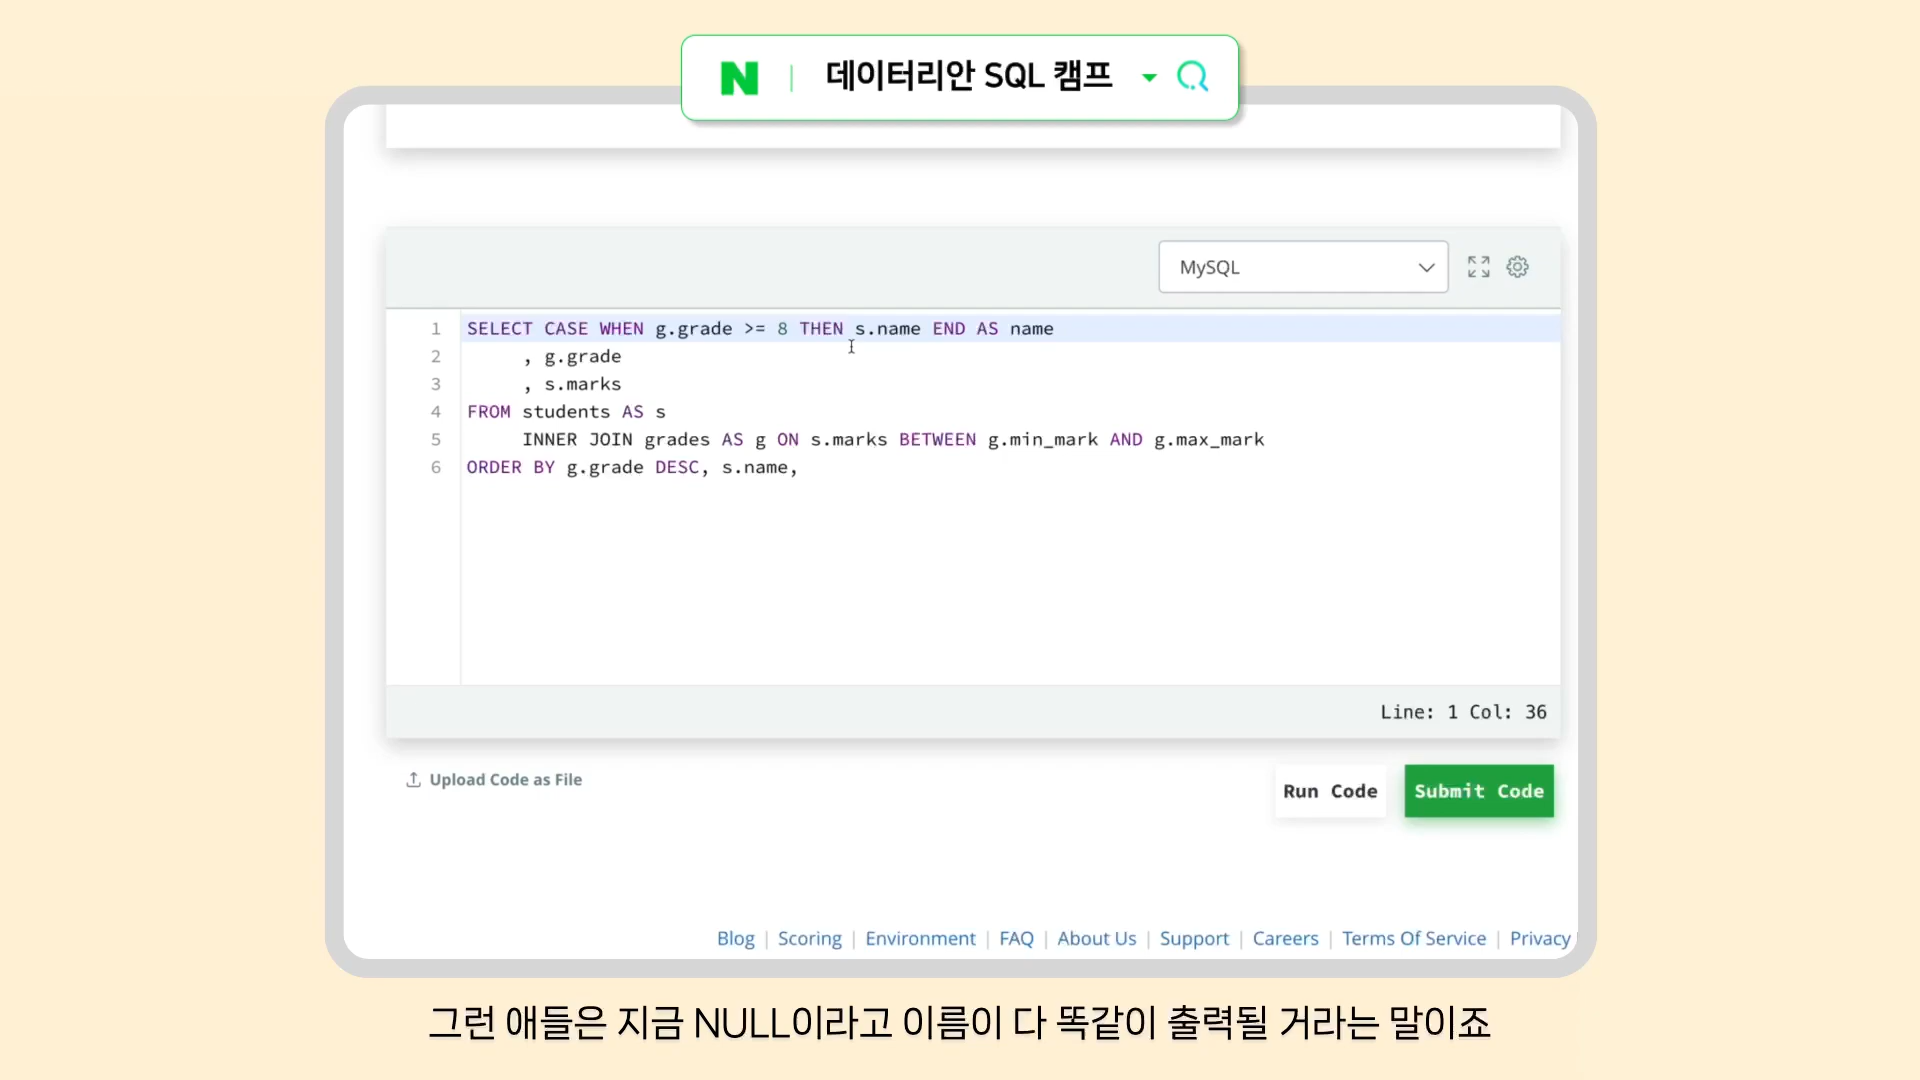 N | 데이터리안 SQL 캠프
MySQL
1 SELECT CASE WHEN g.grade >= 8 THEN s.name END AS name
2 , g.grade
3 , s.marks
4 FROM students AS s
5 INNER JOIN grades AS g ON s.marks BETWEEN g.min_mark AND g.max_mark
6 ORDER BY g.grade DESC, s.name,
Line: 1 Col: 36
Upload Code as File
Run Code
Submit Code
Blog | Scoring | Environment | FAQ | About Us | Support | Careers | Terms Of Service | Privacy
그런 애들은 지금 NULL이라고 이름이 다 똑같이 출력될 거라는 말이죠